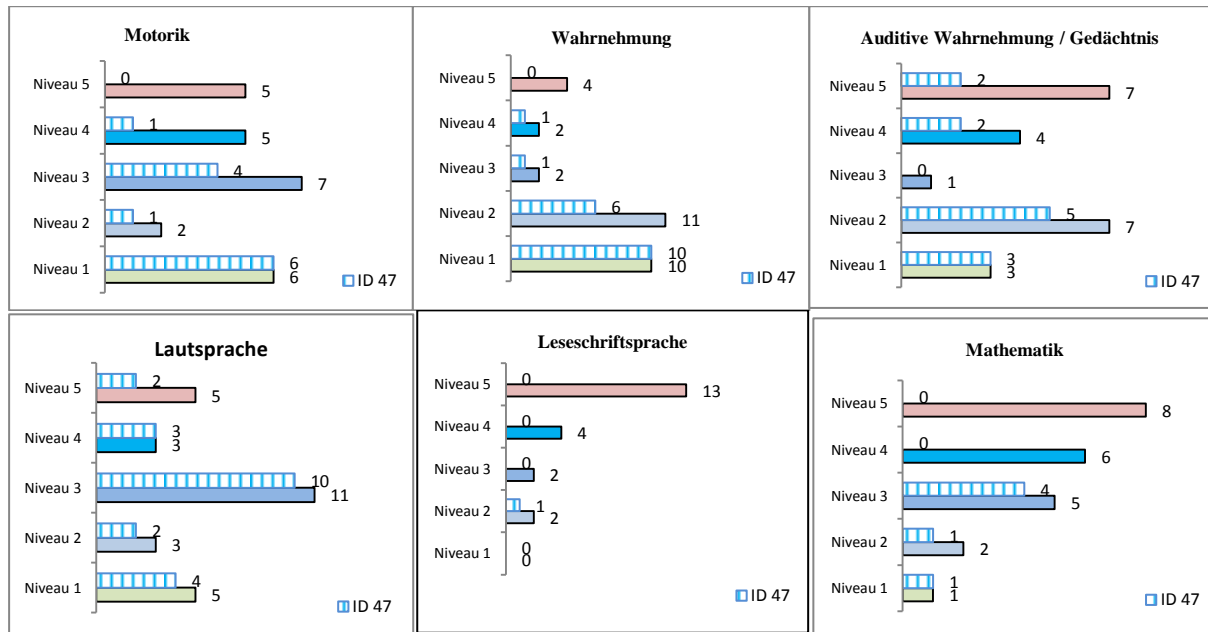 Motorik
Niveau 5
0
5
Niveau 4
1
5
Niveau 3
4
7
Niveau 2
1
2
Niveau 1
6
6
ID 47
Wahrnehmung
Niveau 5
0
4
Niveau 4
1
2
Niveau 3
1
2
Niveau 2
6
11
Niveau 1
10
10
ID 47
Auditive Wahrnehmung / Gedächtnis
Niveau 5
2
7
Niveau 4
2
4
Niveau 3
0
1
Niveau 2
5
7
Niveau 1
3
3
ID 47
Lautsprache
Niveau 5
2
5
Niveau 4
3
3
Niveau 3
10
11
Niveau 2
2
3
Niveau 1
4
5
ID 47
Leseschriftsprache
Niveau 5
0
13
Niveau 4
0
4
Niveau 3
0
2
Niveau 2
1
2
Niveau 1
0
0
ID 47
Mathematik
Niveau 5
0
8
Niveau 4
0
6
Niveau 3
4
5
Niveau 2
1
2
Niveau 1
1
1
ID 47